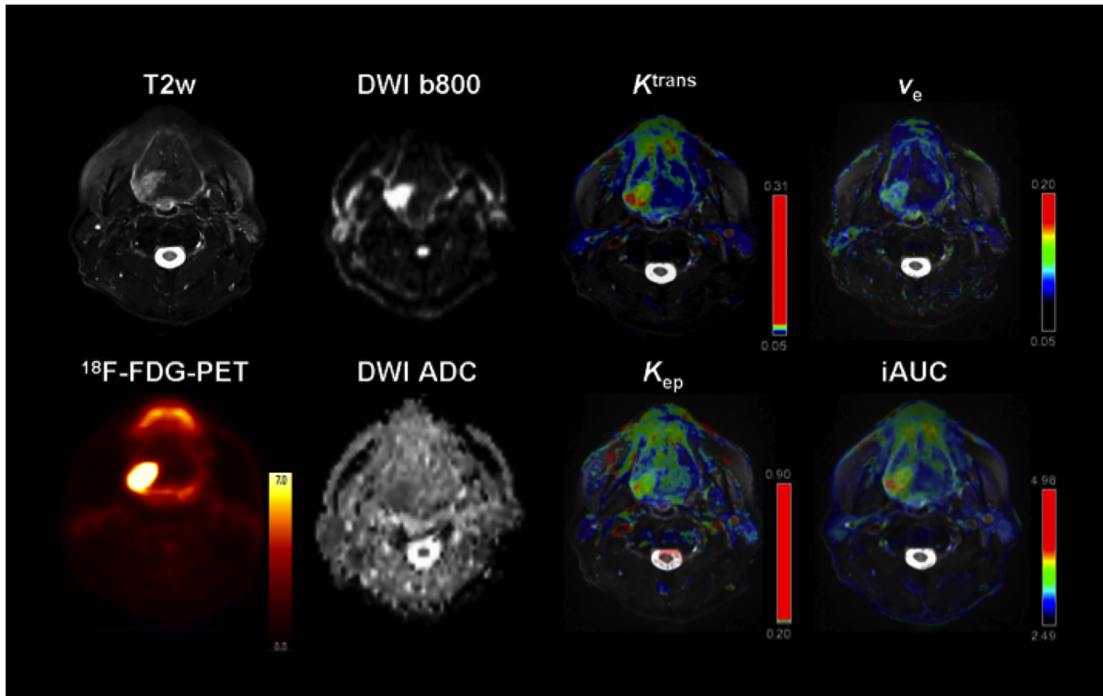 T2w
DWI b800
Ktrans
ve
0.31
0.05
0.20
0.05
18F-FDG-PET
DWI ADC
Kep
iAUC
7.0
0.0
0.90
0.20
4.98
2.49